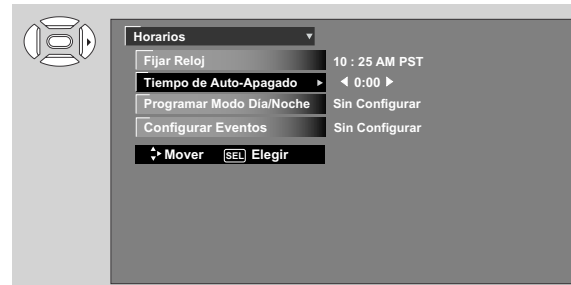 Horarios
Fijar Reloj 10 : 25 AM PST
Tiempo de Auto-Apagado 0:00
Programar Modo Día/Noche Sin Configurar
Configurar Eventos Sin Configurar
Mover SEL Elegir